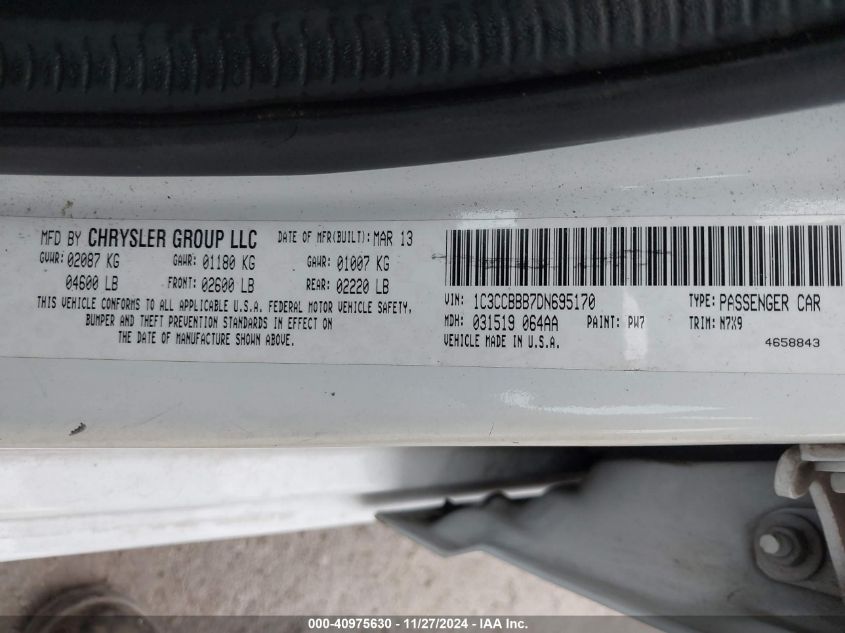 MFD BY CHRYSLER GROUP LLC DATE OF MFR(BUILT): MAR 13
GVWR: 02087 KG GAWR: 01180 KG GAWR: 01007 KG
04600 LB FRONT: 02600 LB REAR: 02220 LB
THIS VEHICLE CONFORMS TO ALL APPLICABLE U.S.A. FEDERAL MOTOR VEHICLE SAFETY,
BUMPER AND THEFT PREVENTION STANDARDS IN EFFECT ON
THE DATE OF MANUFACTURE SHOWN ABOVE.
VIN: 1C3CCBBB7DN695170 TYPE: PASSENGER CAR
MDH: 031519 064AA PAINT: PW7 TRIM: N7X9
VEHICLE MADE IN U.S.A. 4658843
000-40975630 - 11/27/2024 - IAA Inc.